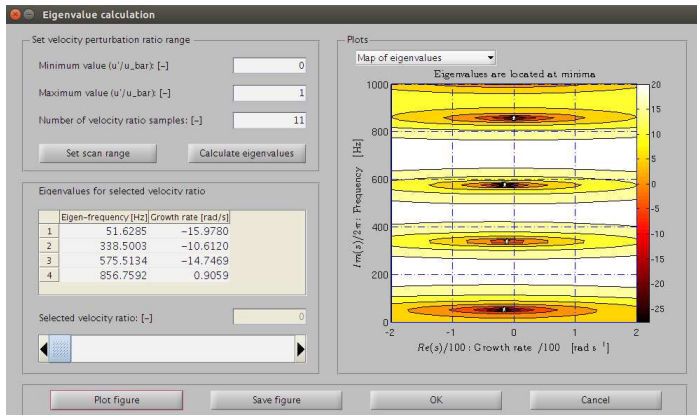 Eigenvalue calculation
Set velocity perturbation ratio range
Minimum value (u'/u_bar): [-]
0
Maximum value (u'/u_bar): [-]
1
Number of velocity ratio samples: [-]
11
Set scan range
Calculate eigenvalues
Eigenvalues for selected velocity ratio
Eigen-frequency [Hz] Growth rate [rad/s]
1 51.6285 -15.9780
2 338.5003 -10.6120
3 575.5134 -14.7469
4 856.7592 0.9059
Selected velocity ratio: [-]
0
Plots
Map of eigenvalues
Eigenvalues are located at minima
1000
800
600
400
200
0
Im(s)/2π: Frequency [Hz]
-2 -1 0 1 2
Re(s)/100: Growth rate /100 [rad s⁻¹]
20
15
10
5
0
-5
-10
-15
-20
-25
Plot figure
Save figure
OK
Cancel